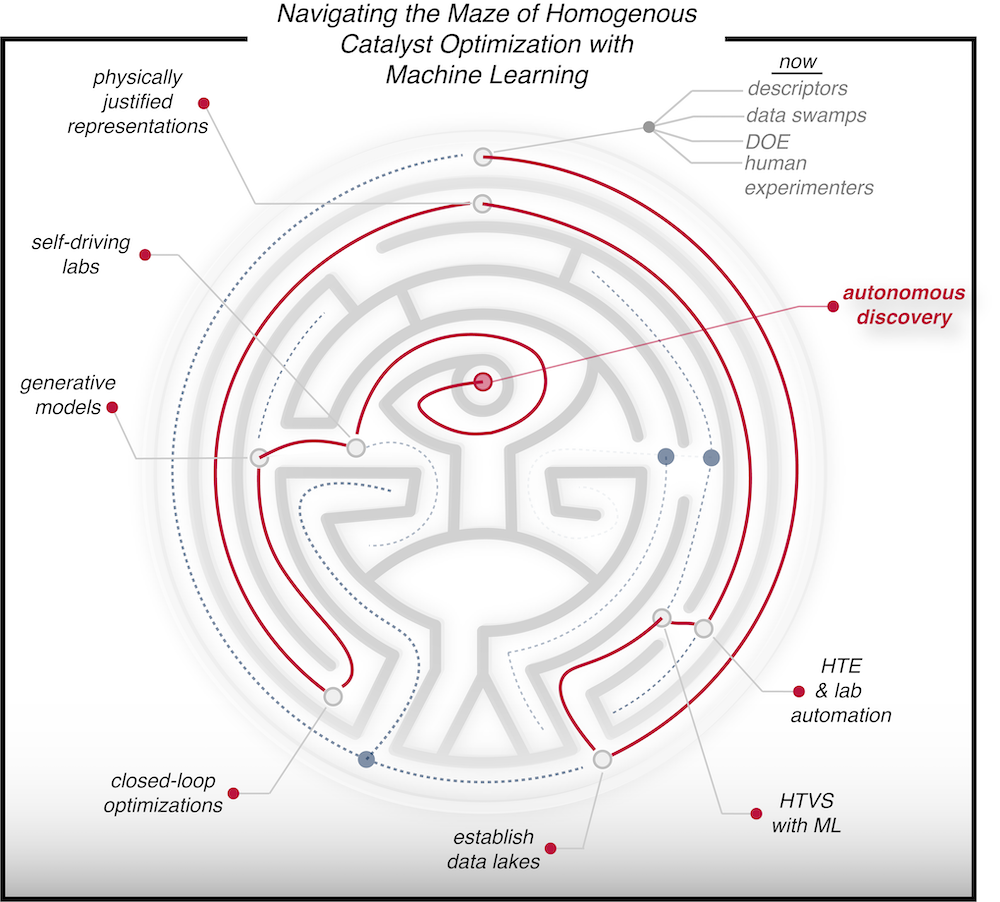 Navigating the Maze of Homogenous
Catalyst Optimization with
Machine Learning
now
descriptors
data swamps
DOE
human
experimenters
physically
justified
representations
self-driving
labs
autonomous
discovery
generative
models
HTE
& lab
automation
closed-loop
optimizations
HTVS
with ML
establish
data lakes